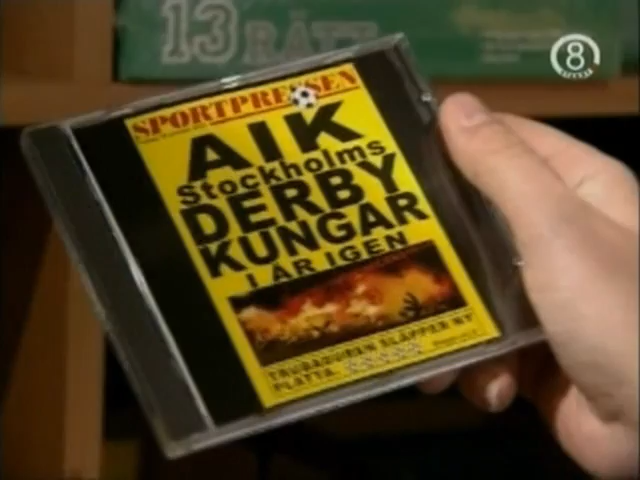 13 RÄTT
8
SPORTPRESSEN
AIK
Stockholms
DERBY
KUNGAR
I ÅR IGEN
TRUBADUREN SLÄPPER NY
PLATTA